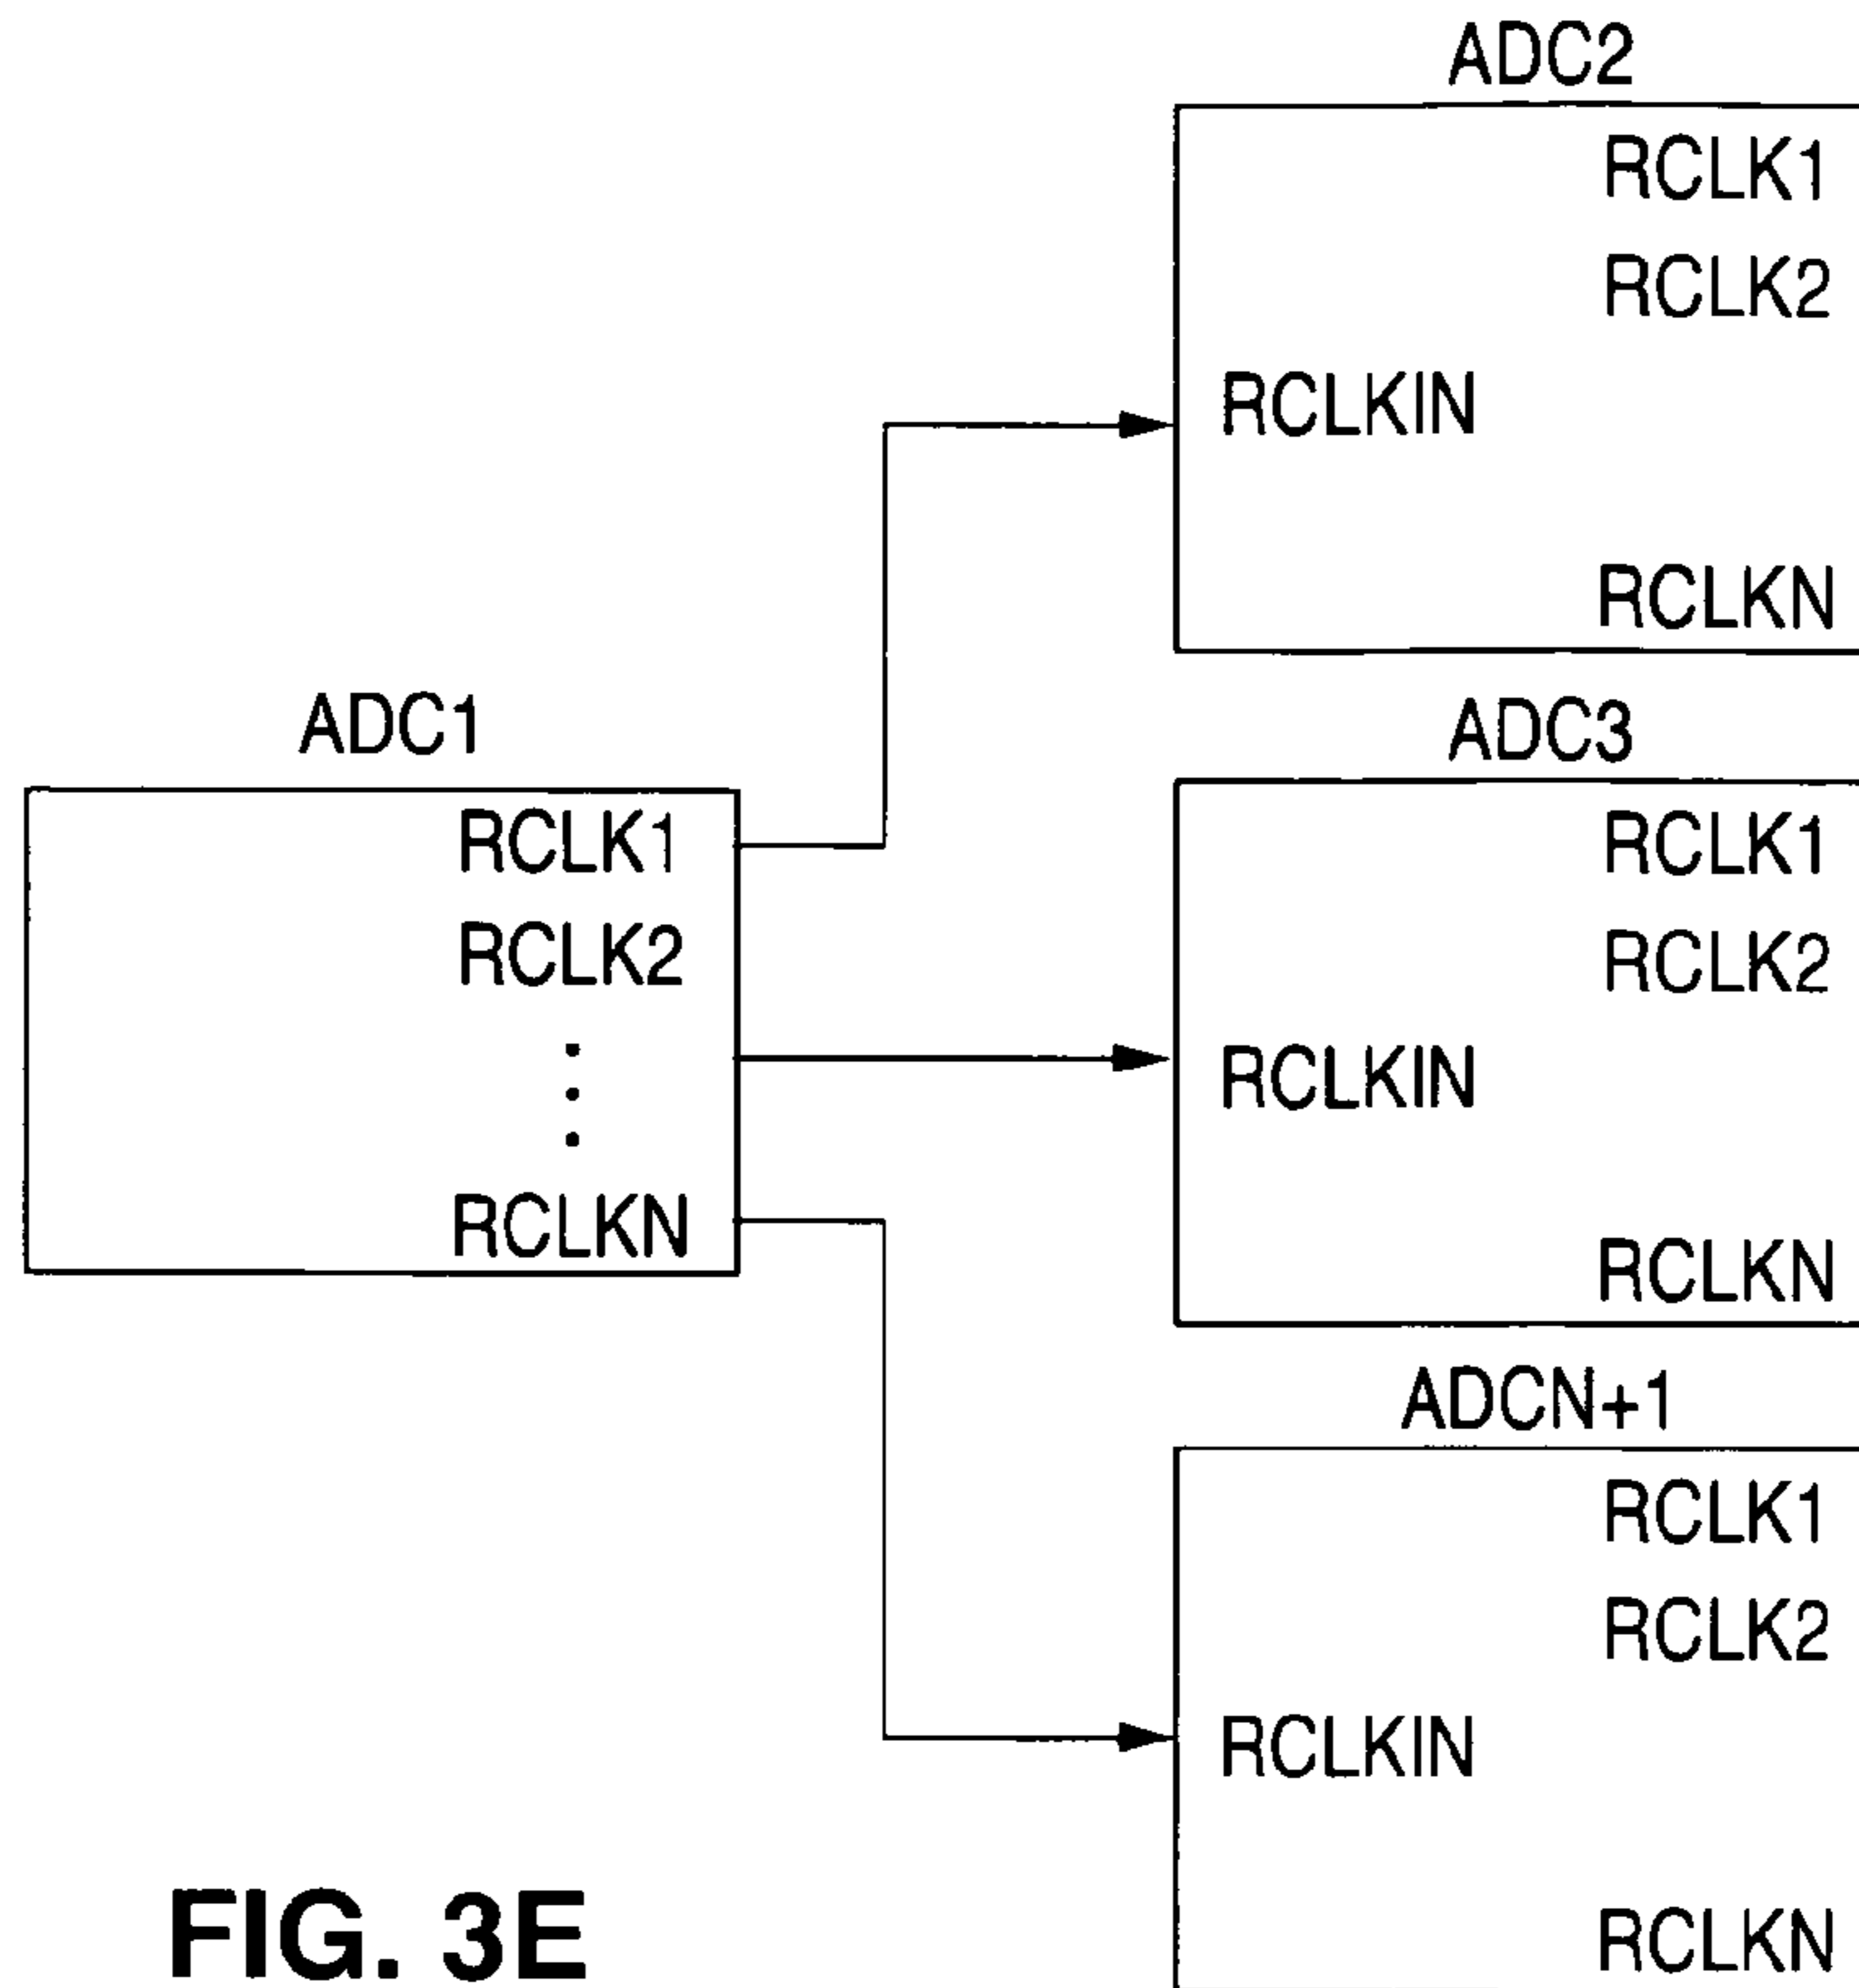 ADC1
RCLK1
RCLK2
RCLKN
ADC2
RCLK1
RCLK2
RCLKIN
RCLKN
ADC3
RCLK1
RCLK2
RCLKIN
RCLKN
ADCN+1
RCLK1
RCLK2
RCLKIN
RCLKN
FIG. 3E